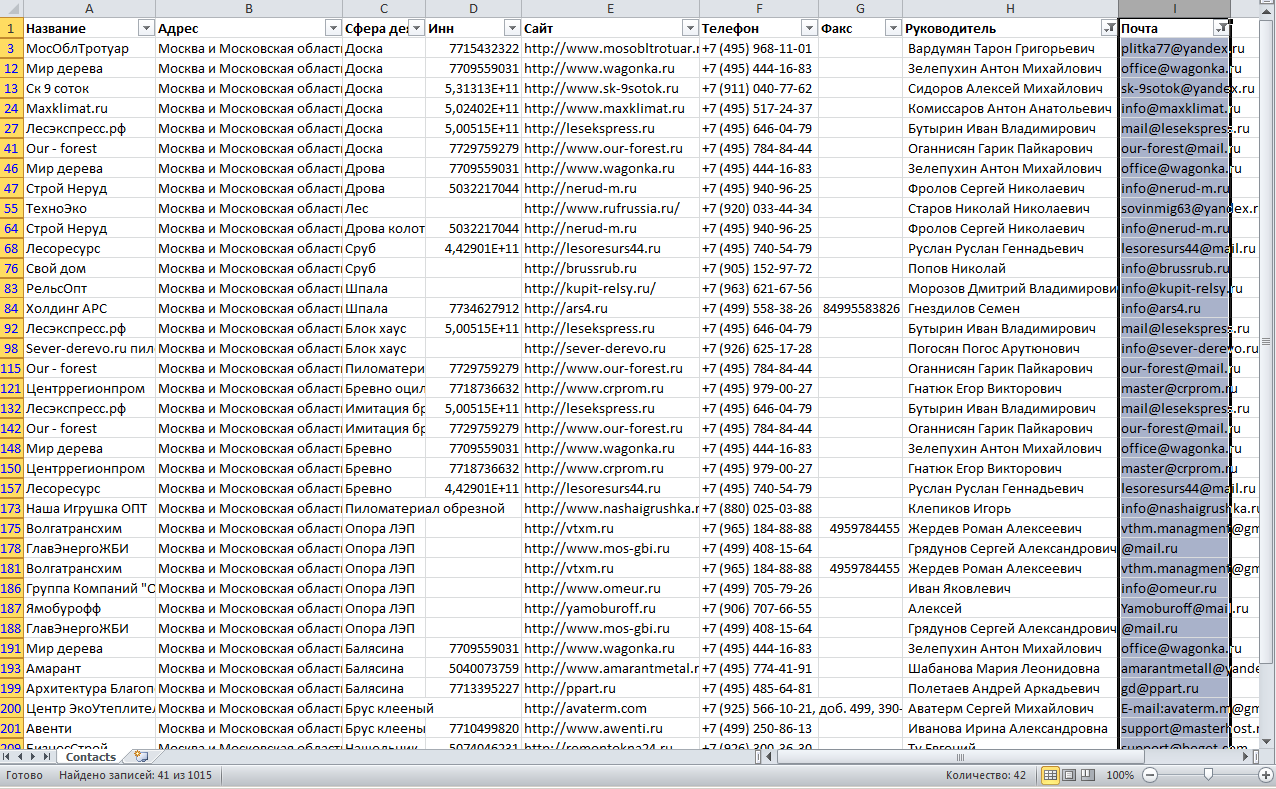 A B C D E F G H I
1 Название Адрес Сфера де Инн Сайт Телефон Факс Руководитель Почта
3 МосОблТротуар Москва и Московская област Доска 7715432322 http://www.mosobltrotuar.r +7 (495) 968-11-01 Вардумян Тарон Григорьевич plitka77@yandex.ru
12 Мир дерева Москва и Московская област Доска 7709559031 http://www.wagonka.ru +7 (495) 444-16-83 Зелепухин Антон Михайлович office@wagonka.ru
13 Ск 9 соток Москва и Московская област Доска 5,31313E+11 http://www.sk-9sotok.ru +7 (911) 040-77-62 Сидоров Алексей Михайлович sk-9sotok@yandex.ru
24 Maxklimat.ru Москва и Московская област Доска 5,02402E+11 http://www.maxklimat.ru +7 (495) 517-24-37 Комиссаров Антон Анатольевич info@maxklimat.ru
27 Лесэкспресс.рф Москва и Московская област Доска 5,00515E+11 http://lesekspress.ru +7 (495) 646-04-79 Бутырин Иван Владимирович mail@lesekspress.ru
41 Our - forest Москва и Московская област Доска 7729759279 http://www.our-forest.ru +7 (495) 784-84-44 Оганнисян Гарик Пайкарович our-forest@mail.ru
46 Мир дерева Москва и Московская област Дрова 7709559031 http://www.wagonka.ru +7 (495) 444-16-83 Зелепухин Антон Михайлович office@wagonka.ru
47 Строй Неруд Москва и Московская област Дрова 5032217044 http://nerud-m.ru +7 (495) 940-96-25 Фролов Сергей Николаевич info@nerud-m.ru
55 ТехноЭко Москва и Московская област Лес http://www.rufrussia.ru/ +7 (920) 033-44-34 Старов Николай Николаевич sovinmig63@yandex.r
64 Строй Неруд Москва и Московская област Дрова колот 5032217044 http://nerud-m.ru +7 (495) 940-96-25 Фролов Сергей Николаевич info@nerud-m.ru
68 Лесоресурс Москва и Московская област Сруб 4,42901E+11 http://lesoresurs44.ru +7 (495) 740-54-79 Руслан Руслан Геннадьевич lesoresurs44@mail.ru
76 Свой дом Москва и Московская област Сруб http://brussrub.ru +7 (905) 152-97-72 Попов Николай info@brussrub.ru
83 РельсОпт Москва и Московская област Шпала http://kupit-relsy.ru/ +7 (963) 621-67-56 Морозов Дмитрий Владимирови info@kupit-relsy.ru
84 Холдинг АРС Москва и Московская област Шпала 7734627912 http://ars4.ru +7 (499) 558-38-26 84995583826 Гнездилов Семен info@ars4.ru
92 Лесэкспресс.рф Москва и Московская област Блок хаус 5,00515E+11 http://lesekspress.ru +7 (495) 646-04-79 Бутырин Иван Владимирович mail@lesekspress.ru
98 Sever-derevo.ru пил Москва и Московская област Блок хаус http://sever-derevo.ru +7 (926) 625-17-28 Погосян Погос Арутюнович info@sever-derevo.ru
115 Our - forest Москва и Московская област Пиломатери 7729759279 http://www.our-forest.ru +7 (495) 784-84-44 Оганнисян Гарик Пайкарович our-forest@mail.ru
121 Центррегионпром Москва и Московская област Бревно оцил 7718736632 http://www.crprom.ru +7 (495) 979-00-27 Гнатюк Егор Викторович master@crprom.ru
132 Лесэкспресс.рф Москва и Московская област Имитация бр 5,00515E+11 http://lesekspress.ru +7 (495) 646-04-79 Бутырин Иван Владимирович mail@lesekspress.ru
142 Our - forest Москва и Московская област Имитация бр 7729759279 http://www.our-forest.ru +7 (495) 784-84-44 Оганнисян Гарик Пайкарович our-forest@mail.ru
148 Мир дерева Москва и Московская област Бревно 7709559031 http://www.wagonka.ru +7 (495) 444-16-83 Зелепухин Антон Михайлович office@wagonka.ru
150 Центррегионпром Москва и Московская област Бревно 7718736632 http://www.crprom.ru +7 (495) 979-00-27 Гнатюк Егор Викторович master@crprom.ru
157 Лесоресурс Москва и Московская област Бревно 4,42901E+11 http://lesoresurs44.ru +7 (495) 740-54-79 Руслан Руслан Геннадьевич lesoresurs44@mail.ru
173 Наша Игрушка ОПТ Москва и Московская област Пиломатериал обрезной http://www.nashaigrushka.r +7 (880) 025-03-88 Клепиков Игорь info@nashaigrushka.ru
175 Волгатрансхим Москва и Московская област Опора ЛЭП http://vtxm.ru +7 (965) 184-88-88 4959784455 Жердев Роман Алексеевич vthm.managment@gm
178 ГлавЭнергоЖБИ Москва и Московская област Опора ЛЭП http://www.mos-gbi.ru +7 (499) 408-15-64 Грядунов Сергей Александрович @mail.ru
181 Волгатрансхим Москва и Московская област Опора ЛЭП http://vtxm.ru +7 (965) 184-88-88 4959784455 Жердев Роман Алексеевич vthm.managment@gm
186 Группа Компаний "О Москва и Московская област Опора ЛЭП http://www.omeur.ru +7 (499) 705-79-26 Иван Яковлевич info@omeur.ru
187 Ямобурофф Москва и Московская област Опора ЛЭП http://yamoburoff.ru +7 (906) 707-66-55 Алексей Yamoburoff@mail.ru
188 ГлавЭнергоЖБИ Москва и Московская област Опора ЛЭП http://www.mos-gbi.ru +7 (499) 408-15-64 Грядунов Сергей Александрович @mail.ru
191 Мир дерева Москва и Московская област Балясина 7709559031 http://www.wagonka.ru +7 (495) 444-16-83 Зелепухин Антон Михайлович office@wagonka.ru
193 Амарант Москва и Московская област Балясина 5040073759 http://www.amarantmetal.r +7 (495) 774-41-91 Шабанова Мария Леонидовна amarantmetall@yande
199 Архитектура Благоп Москва и Московская област Балясина 7713395227 http://ppart.ru +7 (495) 485-64-81 Полетаев Андрей Аркадьевич gd@ppart.ru
200 Центр ЭкоУтеплител Москва и Московская област Брус клееный http://avaterm.com +7 (925) 566-10-21, доб. 499, 390- Аватерм Сергей Михайлович E-mail:avaterm.m@gm
201 Авенти Москва и Московская област Брус клеены 7710499820 http://www.awenti.ru +7 (499) 250-86-13 Иванова Ирина Александровна support@masterhost.r
209 БизнесСтрой Москва и Московская област Нащельник 5074046231 http://remontokna24.ru +7 (926) 300-36-30 Ту Евгений support@beget.com
Contacts
Готово Найдено записей: 41 из 1015 Количество: 42 100%